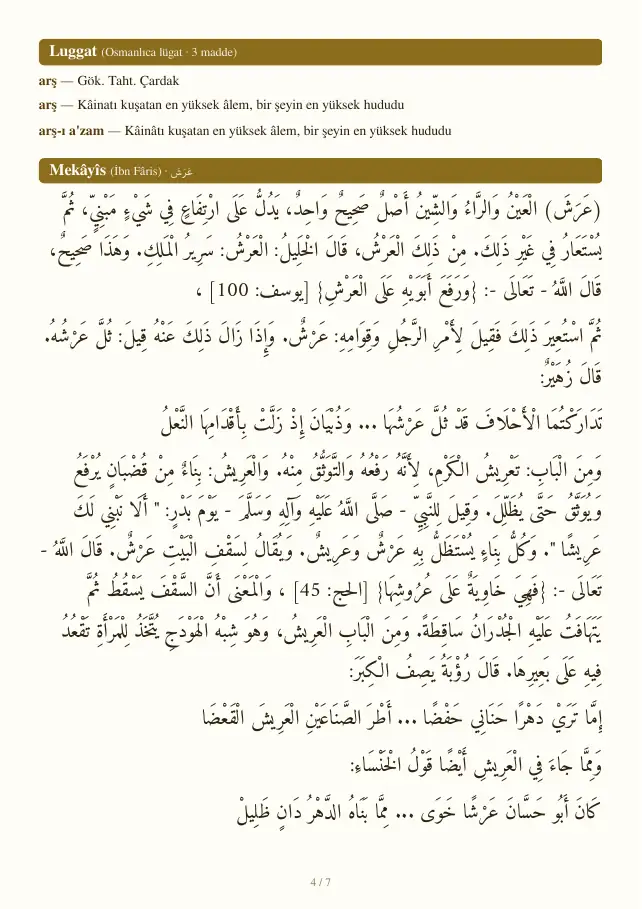 Luggat (Osmanlıca lügat · 3 madde)
arş — Gök. Taht. Çardak
arş — Kâinatı kuşatan en yüksek âlem, bir şeyin en yüksek hududu
arş-ı a'zam — Kâinâtı kuşatan en yüksek âlem, bir şeyin en yüksek hududu
Mekâyîs (İbn Fâris) · عَرَشَ
(عَرَشَ) الْعَيْنُ وَالرَّاءُ وَالشِّينُ أَصْلٌ صَحِيحٌ وَاحِدٌ، يَدُلُّ عَلَى ارْتِفَاعٍ فِي شَيْءٍ مَبْنِيٍّ، ثُمَّ
يُسْتَعَارُ فِي غَيْرِ ذَلِكَ. مِنْ ذَلِكَ الْعَرْشُ، قَالَ الْخَلِيلُ: الْعَرْشُ: سَرِيرُ الْمَلِكِ. وَهَذَا صَحِيحٌ،
قَالَ اللَّهُ - تَعَالَى -: {وَرَفَعَ أَبَوَيْهِ عَلَى الْعَرْشِ} [يوسف: 100] ،
ثُمَّ اسْتُعِيرَ ذَلِكَ فَقِيلَ لِأَمْرِ الرَّجُلِ وَقِوَامِهِ: عَرْشٌ. وَإِذَا زَالَ ذَلِكَ عَنْهُ قِيلَ: ثُلَّ عَرْشُهُ.
قَالَ زُهَيْرٌ:
تَدَارَكْتُمَا الْأَحْلَافَ قَدْ ثُلَّ عَرْشُهَا ... وَذُبْيَانَ إِذْ زَلَّتْ بِأَقْدَامِهَا النَّعْلُ
وَمِنَ الْبَابِ: تَعْرِيشُ الْكَرْمِ، لِأَنَّهُ رَفْعُهُ وَالتَّوَثُّقُ مِنْهُ. وَالْعَرِيشُ: بِنَاءٌ مِنْ قُضْبَانٍ يُرْفَعُ
وَيُوَثَّقُ حَتَّى يُظَلِّلَ. وَقِيلَ لِلنَّبِيِّ - صَلَّى اللَّهُ عَلَيْهِ وَآلِهِ وَسَلَّمَ - يَوْمَ بَدْرٍ: " أَلَا نَبْنِي لَكَ
عَرِيشًا ". وَكُلُّ بِنَاءٍ يُسْتَظَلُّ بِهِ عَرْشٌ وَعَرِيشٌ. وَيُقَالُ لِسَقْفِ الْبَيْتِ عَرْشٌ. قَالَ اللَّهُ -
تَعَالَى -: {فَهِيَ خَاوِيَةٌ عَلَى عُرُوشِهَا} [الحج: 45] ، وَالْمَعْنَى أَنَّ السَّقْفَ يَسْقُطُ ثُمَّ
يَتَهَافَتُ عَلَيْهِ الْجُدْرَانُ سَاقِطَةً. وَمِنَ الْبَابِ الْعَرِيشُ، وَهُوَ شِبْهُ الْهَوْدَجِ يُتَّخَذُ لِلْمَرْأَةِ تَقْعُدُ
فِيهِ عَلَى بَعِيرِهَا. قَالَ رُؤْبَةُ يَصِفُ الْكِبَرَ:
إِمَّا تَرَيْ دَهْرًا حَنَانِي حَفْضًا ... أَطْرَ الصَّنَاعَيْنِ الْعَرِيشَ الْقَعْضَا
وَمِمَّا جَاءَ فِي الْعَرِيشِ أَيْضًا قَوْلُ الْخَنْسَاءِ:
كَانَ أَبُو حَسَّانَ عَرْشًا خَوَى ... مِمَّا بَنَاهُ الدَّهْرُ دَانٍ ظَلِيلْ
4 / 7